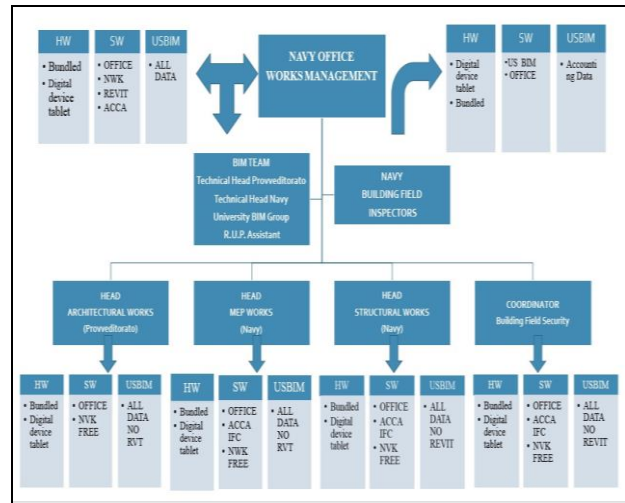 HW
• Bundled
• Digital
device
tablet
SW
• OFFICE
• NWK
• REVIT
• ACCA
USBIM
• ALL
DATA
NAVY OFFICE
WORKS MANAGEMENT
HW
• Digital
device
tablet
• Bundled
SW
•US BIM
• OFFICE
USBIM
• Accounti
ng Data
BIM TEAM
Technical Head Provveditorato
Technical Head Navy
University BIM Group
R.U.P. Assistant
NAVY
BUILDING FIELD
INSPECTORS
HEAD
ARCHITECTURAL WORKS
(Provveditorato)
HEAD
MEP WORKS
(Navy)
HEAD
STRUCTURAL WORKS
(Navy)
COORDINATOR
Building Field Security
HW
• Bundled
• Digital
device
tablet
SW
• OFFICE
• NVK
FREE
USBIM
• ALL
DATA
NO
RVT
HW
• Bundled
• Digital
device
tablet
SW
• OFFICE
• ACCA
IFC
• NWK
FREE
USBIM
• ALL
DATA
NO
RVT
HW
• Bundled
• Digital
device
tablet
SW
• OFFICE
• ACCA
IFC
• NVK
FREE
USBIM
• ALL
DATA
NO
REVIT
HW
• Bundled
• Digital
device
tablet
SW
• OFFICE
• ACCA
IFC
• NVK
FREE
USBIM
• ALL
DATA
NO
REVIT